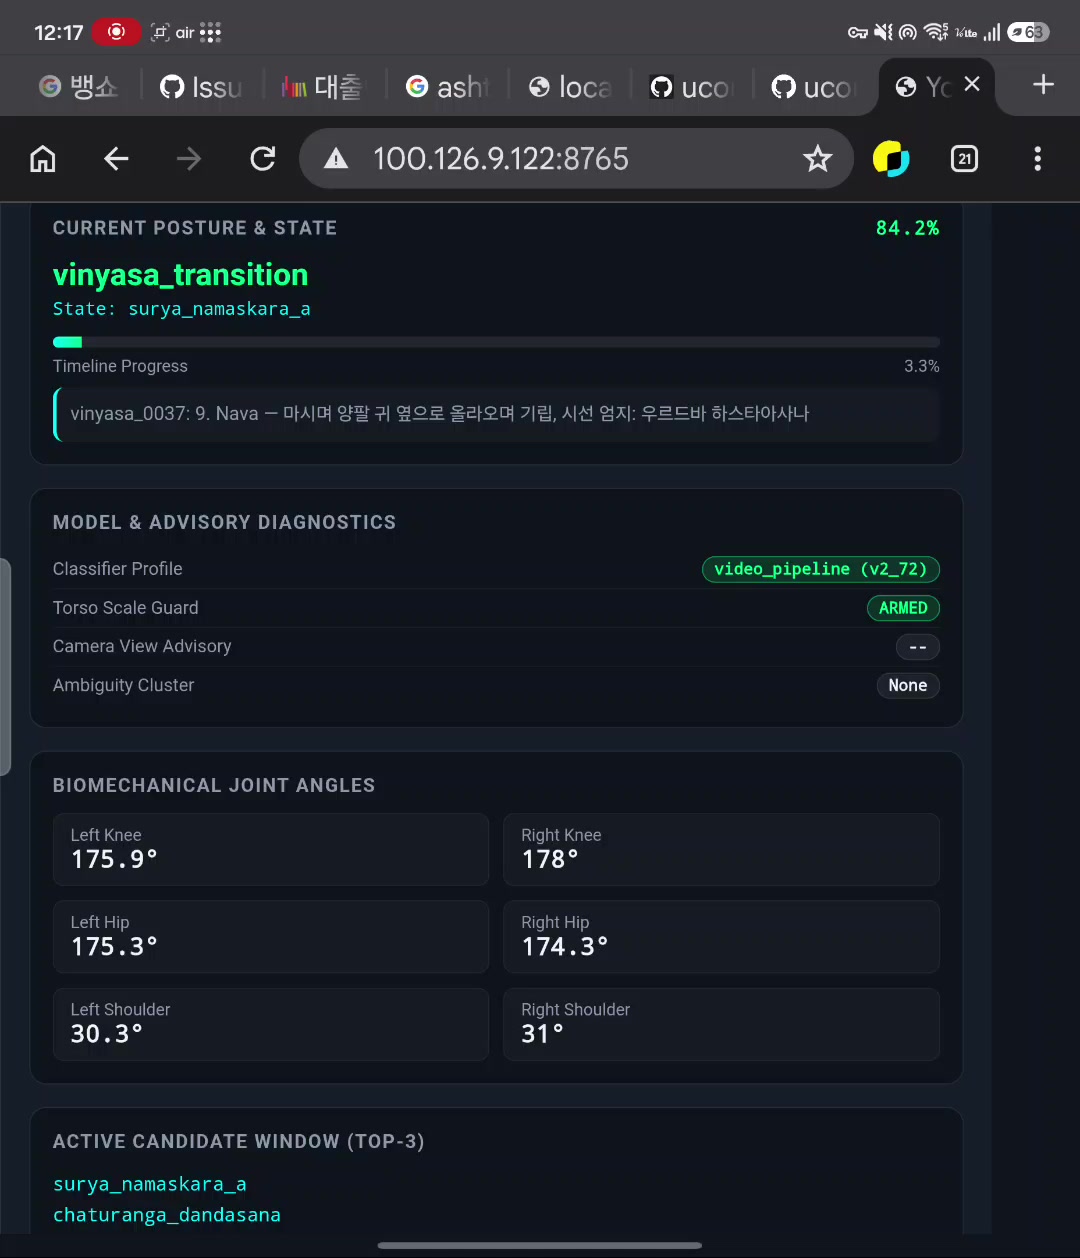 12:17 air 63
뱅쇼 Issu 대출 asht loca uco uco Yo
100.126.9.122:8765 21
CURRENT POSTURE & STATE 84.2%
vinyasa_transition
State: surya_namaskara_a
Timeline Progress 3.3%
vinyasa_0037: 9. Nava — 마시며 양팔 귀 옆으로 올라오며 기립, 시선 엄지: 우르드바 하스타아사나
MODEL & ADVISORY DIAGNOSTICS
Classifier Profile video_pipeline (v2_72)
Torso Scale Guard ARMED
Camera View Advisory --
Ambiguity Cluster None
BIOMECHANICAL JOINT ANGLES
Left Knee Right Knee
175.9° 178°
Left Hip Right Hip
175.3° 174.3°
Left Shoulder Right Shoulder
30.3° 31°
ACTIVE CANDIDATE WINDOW (TOP-3)
surya_namaskara_a
chaturanga_dandasana